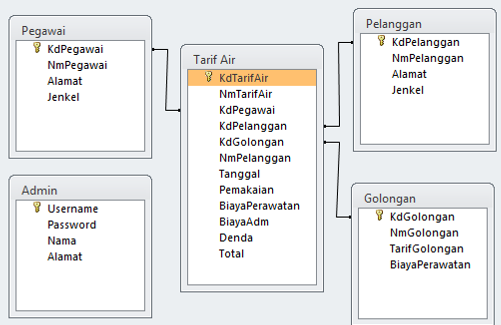 Pegawai
KdPegawai
NmPegawai
Alamat
Jenkel
Tarif Air
KdTarifAir
NmTarifAir
KdPegawai
KdPelanggan
KdGolongan
NmPelanggan
Tanggal
Pemakaian
BiayaPerawatan
BiayaAdm
Denda
Total
Pelanggan
KdPelanggan
NmPelanggan
Alamat
Jenkel
Admin
Username
Password
Nama
Alamat
Golongan
KdGolongan
NmGolongan
TarifGolongan
BiayaPerawatan